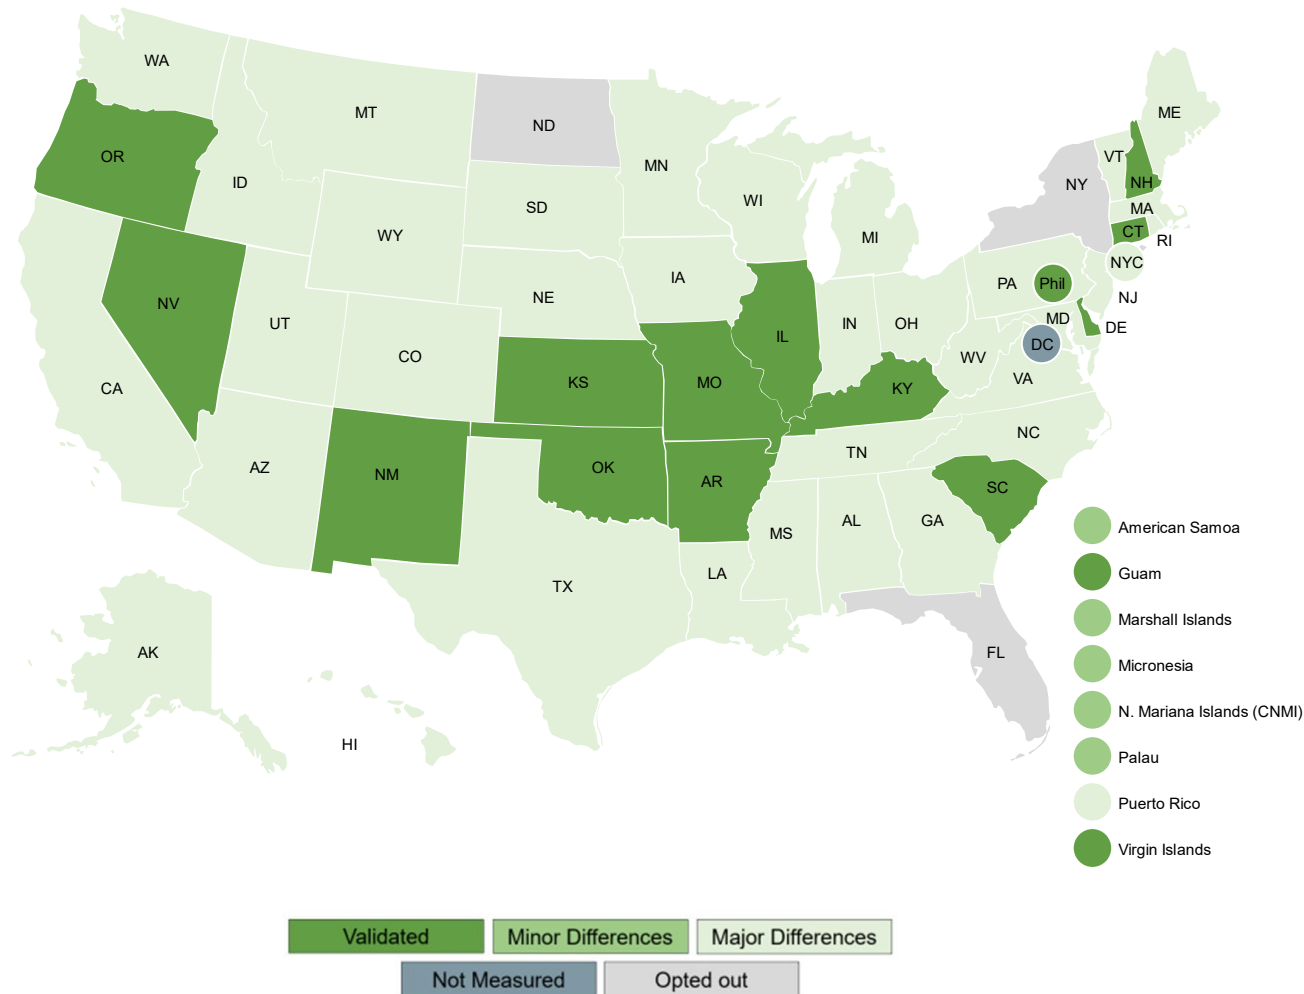 WA
MT
ND
MN
ME
OR
ID
SD
WI
MI
NY
VT
NH
MA
CT
RI
WY
NYC
NV
UT
NE
IA
PA
Phil
NJ
IL
IN
OH
MD
DE
DC
CA
CO
KS
MO
KY
WV
VA
AZ
NM
OK
AR
TN
NC
SC
MS
AL
GA
TX
LA
FL
AK
HI
American Samoa
Guam
Marshall Islands
Micronesia
N. Mariana Islands (CNMI)
Palau
Puerto Rico
Virgin Islands
Validated
Minor Differences
Major Differences
Not Measured
Opted out